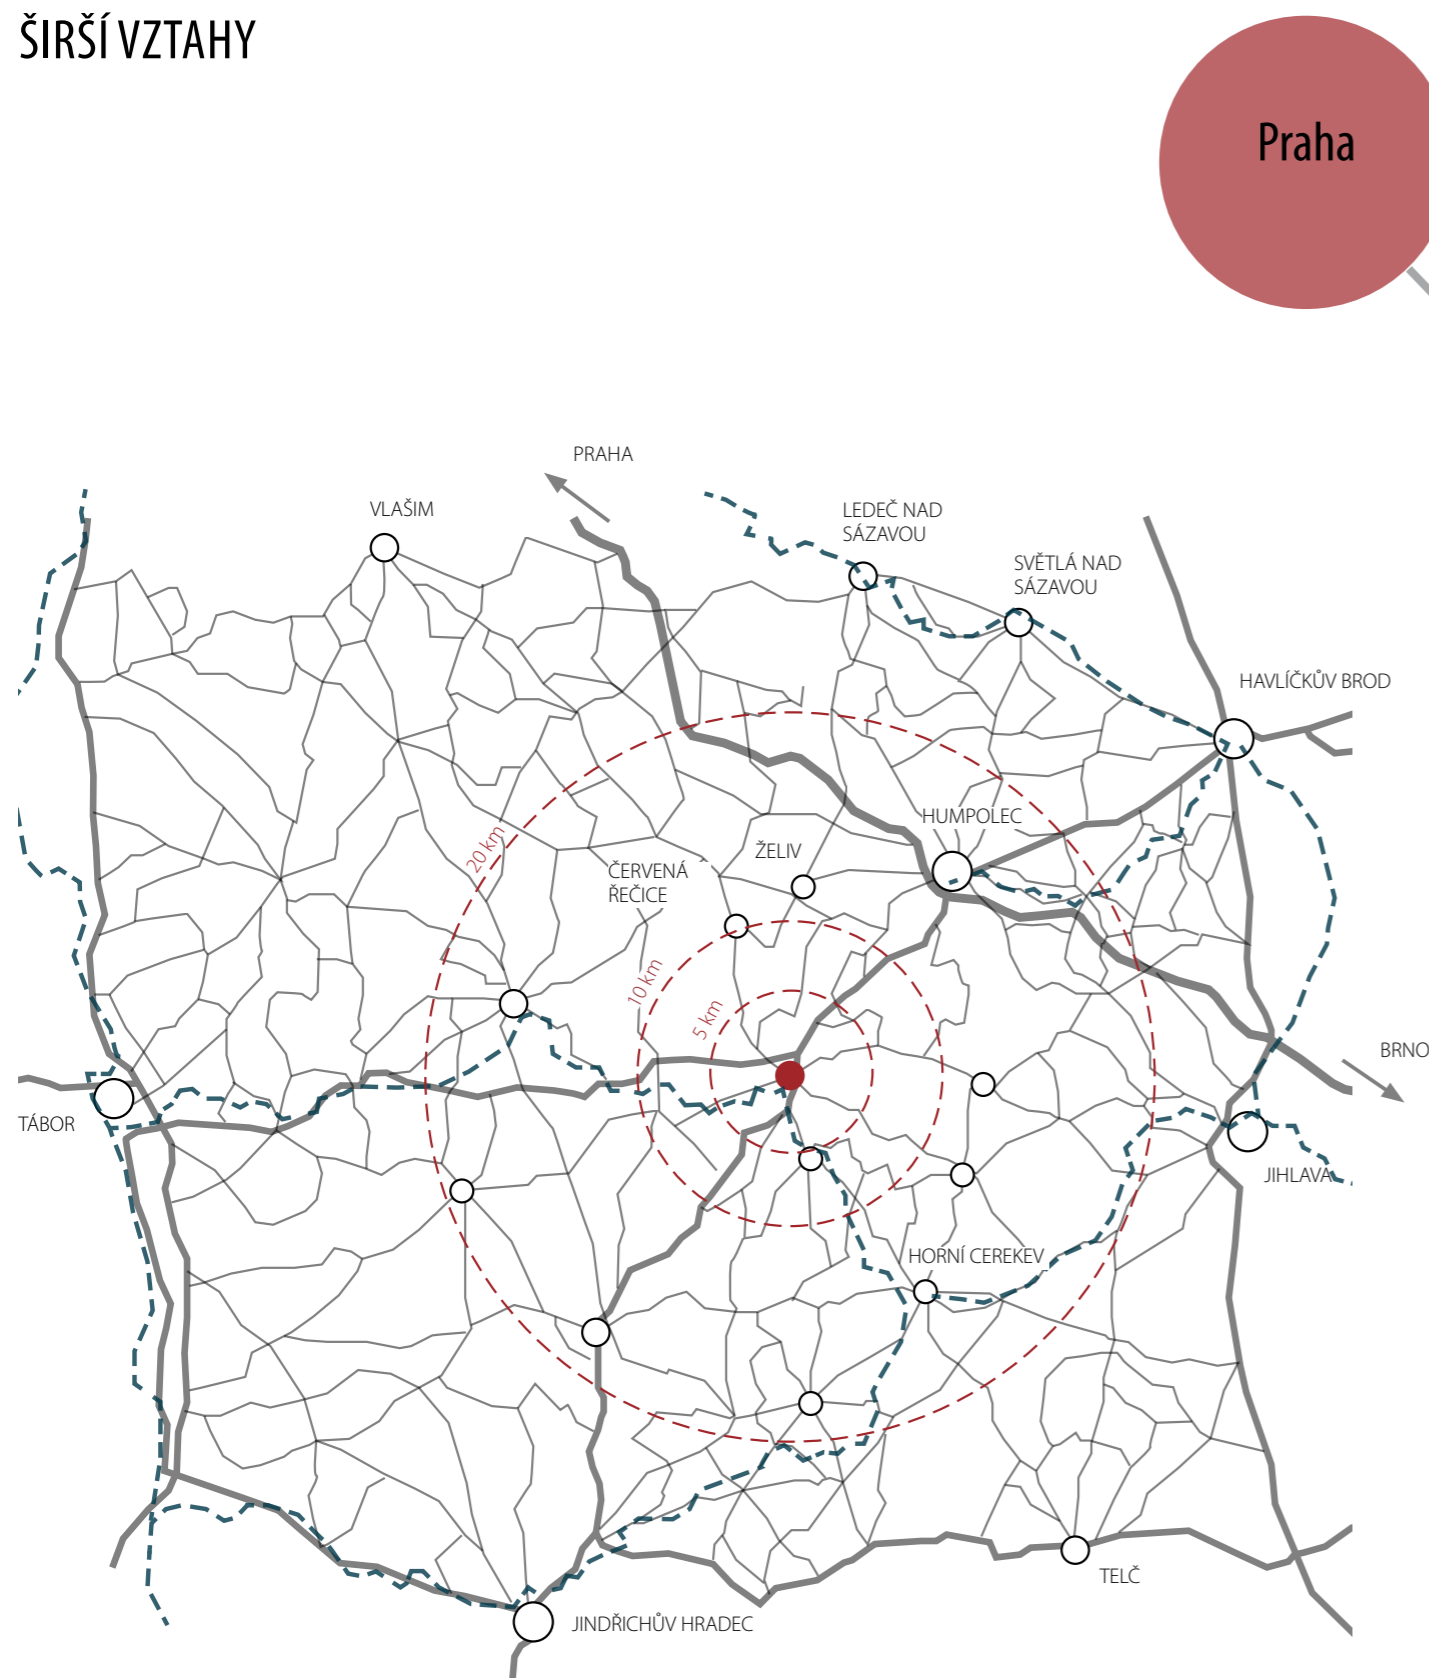 ŠIRŠÍ VZTAHY
Praha
PRAHA
VLAŠIM
LEDEČ NAD
SÁZAVOU
SVĚTLÁ NAD
SÁZAVOU
HAVLÍČKŮV BROD
HUMPOLEC
20 km
ŽELIV
ČERVENÁ
ŘEČICE
10 km
5 km
BRNO
TÁBOR
JIHLAVA
HORNÍ CEREKEV
TELČ
JINDŘICHŮV HRADEC